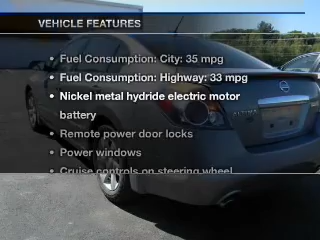 VEHICLE FEATURES
• Fuel Consumption: City: 35 mpg
• Fuel Consumption: Highway: 33 mpg
• Nickel metal hydride electric motor
battery
• Remote power door locks
• Power windows
• Cruise controls on steering wheel
ALTIMA